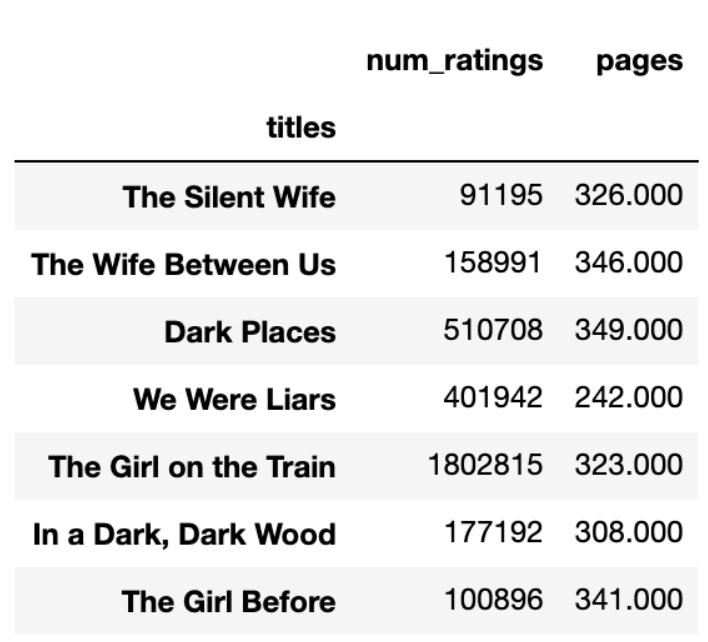 num_ratings pages
titles
The Silent Wife 91195 326.000
The Wife Between Us 158991 346.000
Dark Places 510708 349.000
We Were Liars 401942 242.000
The Girl on the Train 1802815 323.000
In a Dark, Dark Wood 177192 308.000
The Girl Before 100896 341.000